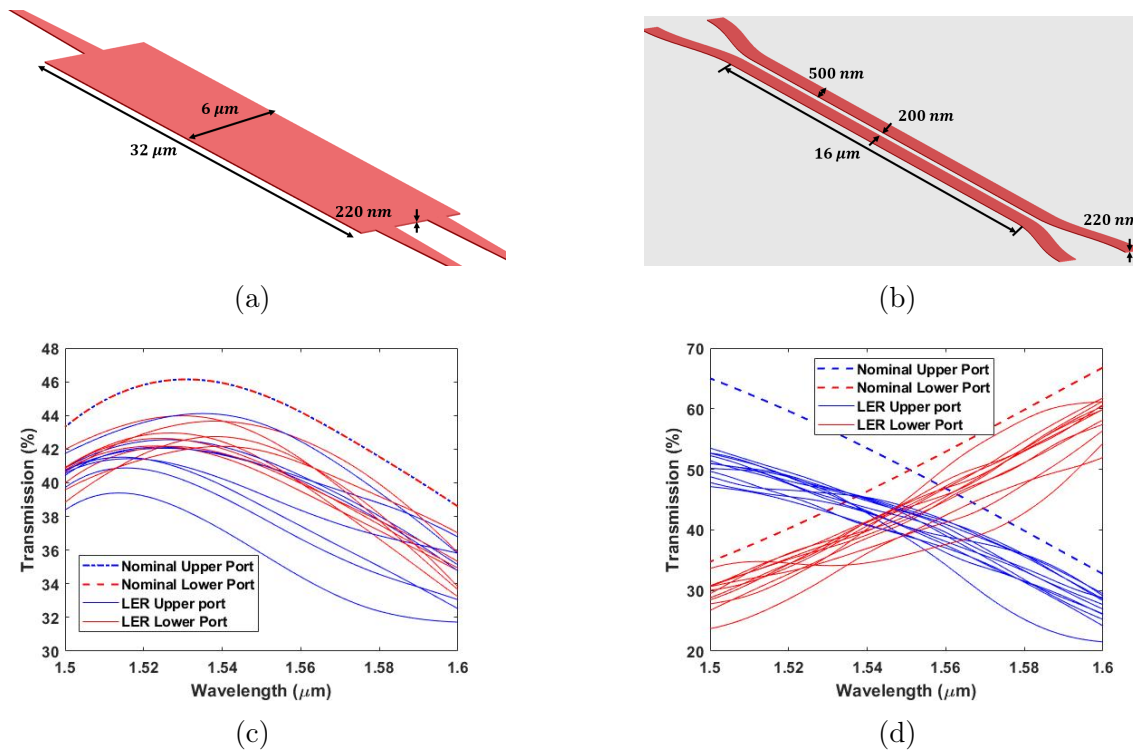 6 μm
32 μm
220 nm
(a)
500 nm
200 nm
16 μm
220 nm
(b)
48
46
44
42
40
38
36
34
32
30
Transmission (%)
Nominal Upper Port
Nominal Lower Port
LER Upper port
LER Lower Port
1.5
1.52
1.54
1.56
1.58
1.6
Wavelength (μm)
(c)
70
60
50
40
30
20
Transmission (%)
Nominal Upper Port
Nominal Lower Port
LER Upper port
LER Lower Port
1.5
1.52
1.54
1.56
1.58
1.6
Wavelength (μm)
(d)